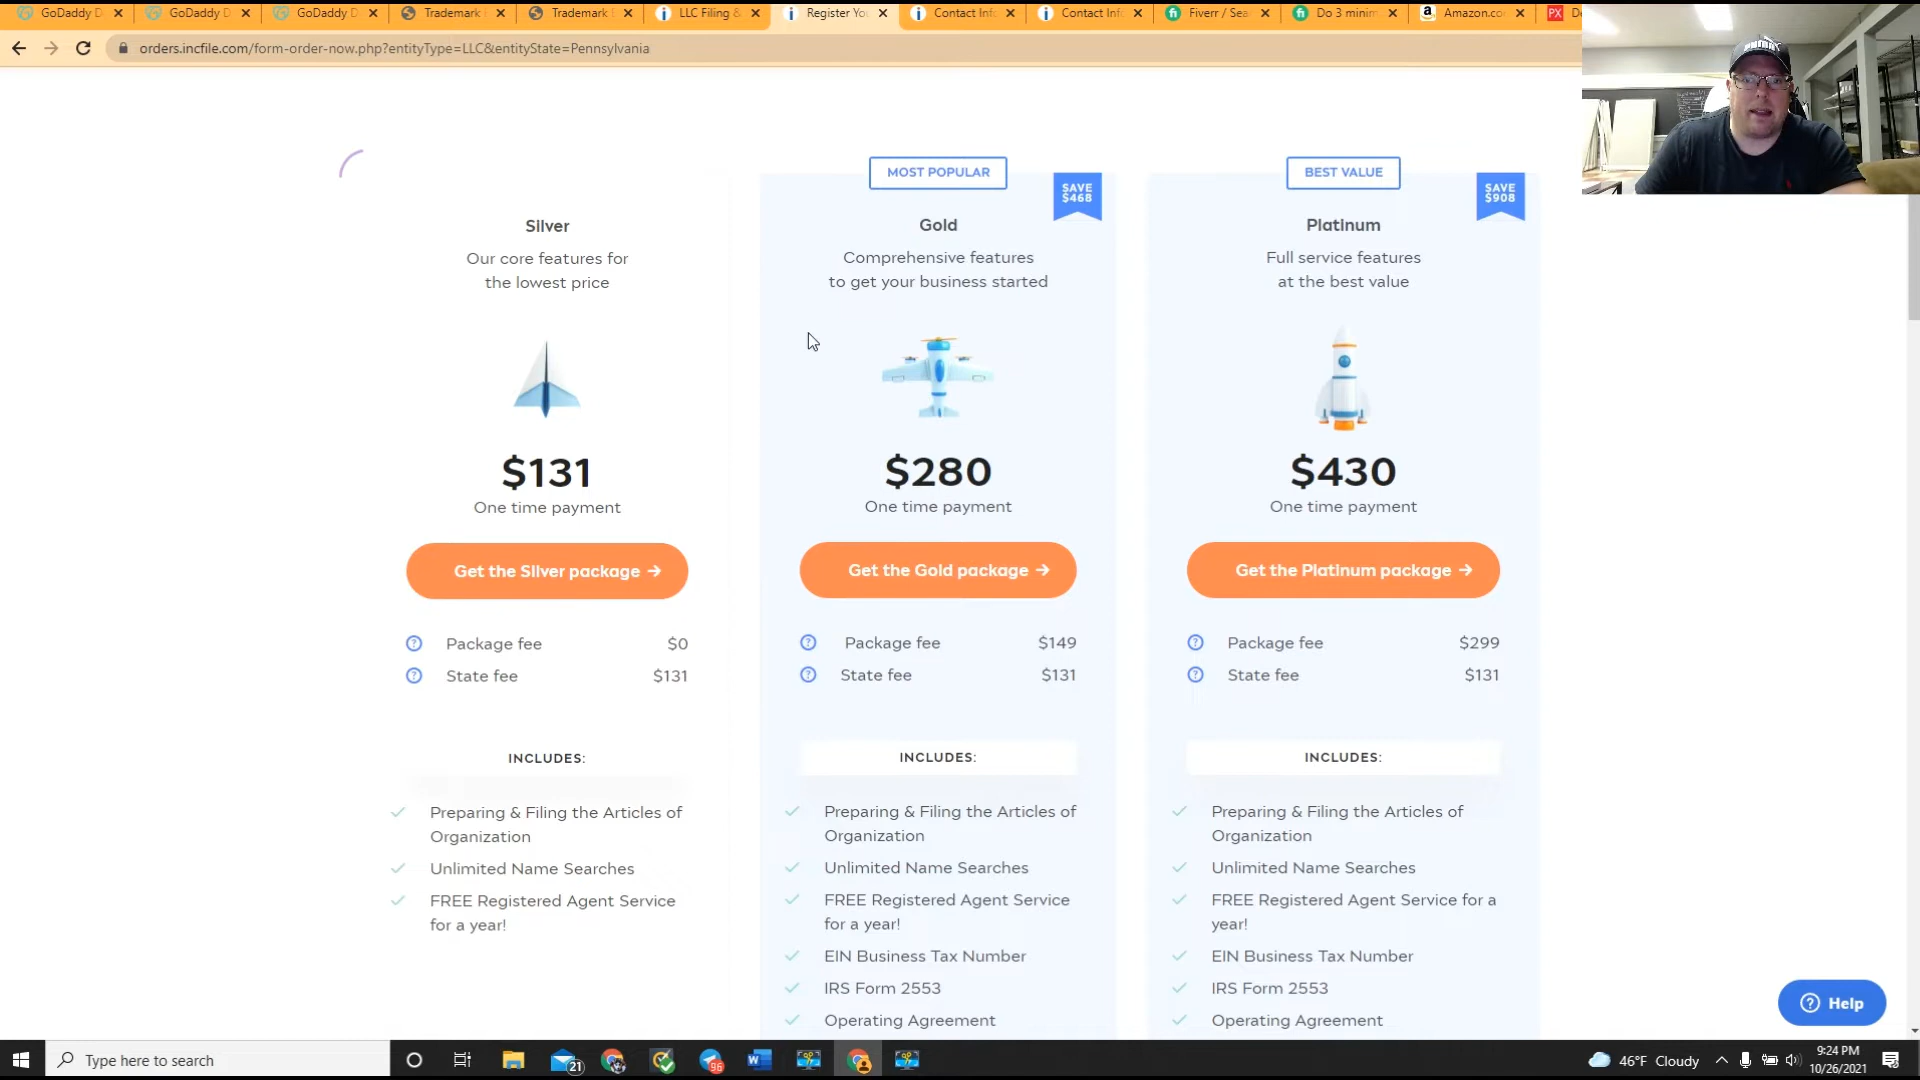 GoDaddy D
GoDaddy D
GoDaddy D
Trademark
Trademark
LLC Filing &
Register Yo
Contact Inf
Contact Inf
Fiverr / Sea
Do 3 minim
Amazon.co
orders.incfile.com/form-order-now.php?entityType=LLC&entityState=Pennsylvania
Silver
Our core features for
the lowest price
$131
One time payment
Get the Silver package →
Package fee $0
State fee $131
INCLUDES:
Preparing & Filing the Articles of
Organization
Unlimited Name Searches
FREE Registered Agent Service
for a year!
MOST POPULAR
SAVE
$468
Gold
Comprehensive features
to get your business started
$280
One time payment
Get the Gold package →
Package fee $149
State fee $131
INCLUDES:
Preparing & Filing the Articles of
Organization
Unlimited Name Searches
FREE Registered Agent Service
for a year!
EIN Business Tax Number
IRS Form 2553
Operating Agreement
BEST VALUE
SAVE
$908
Platinum
Full service features
at the best value
$430
One time payment
Get the Platinum package →
Package fee $299
State fee $131
INCLUDES:
Preparing & Filing the Articles of
Organization
Unlimited Name Searches
FREE Registered Agent Service for a
year!
EIN Business Tax Number
IRS Form 2553
Operating Agreement
Help
Type here to search
21
96
46°F Cloudy
9:24 PM
10/26/2021